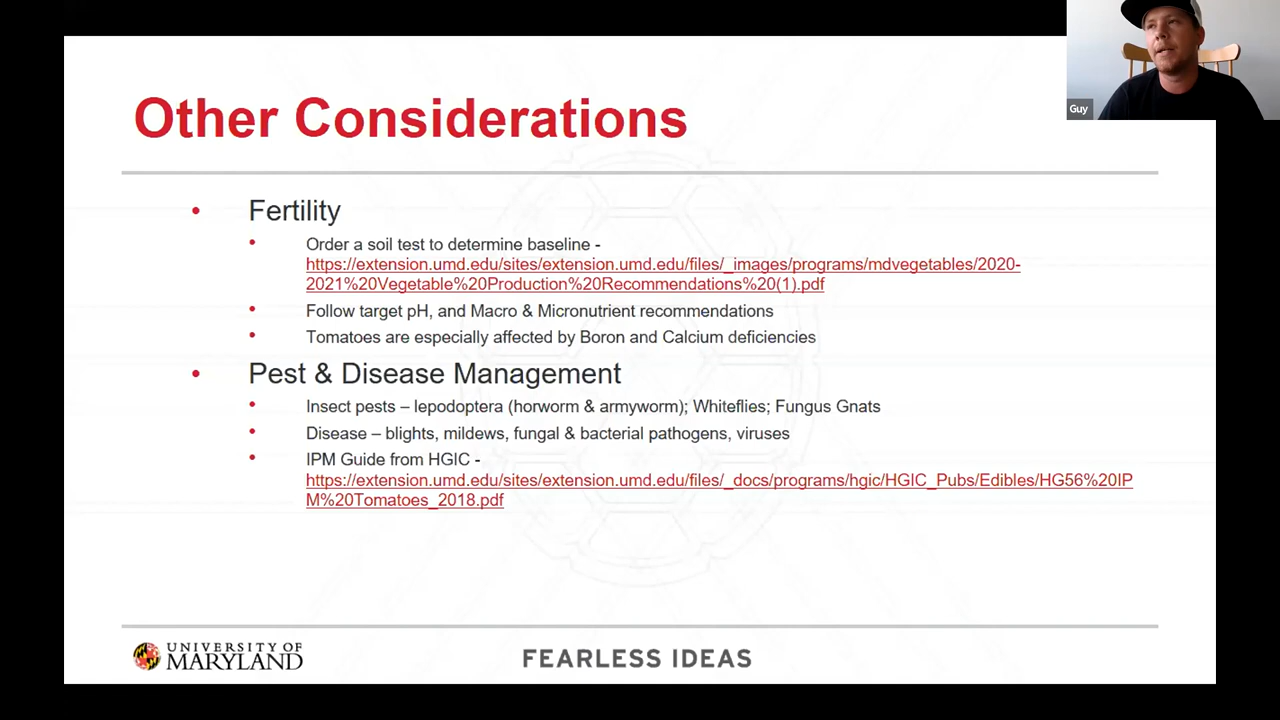 Guy
Other Considerations
• Fertility
• Order a soil test to determine baseline -
https://extension.umd.edu/sites/extension.umd.edu/files/_images/programs/mdvegetables/2020-
2021%20Vegetable%20Production%20Recommendations%20(1).pdf
• Follow target pH, and Macro & Micronutrient recommendations
• Tomatoes are especially affected by Boron and Calcium deficiencies
• Pest & Disease Management
• Insect pests – lepodoptera (horworm & armyworm); Whiteflies; Fungus Gnats
• Disease – blights, mildews, fungal & bacterial pathogens, viruses
• IPM Guide from HGIC -
https://extension.umd.edu/sites/extension.umd.edu/files/_docs/programs/hgic/HGIC_Pubs/Edibles/HG56%20IP
M%20Tomatoes_2018.pdf
UNIVERSITY OF
MARYLAND
FEARLESS IDEAS